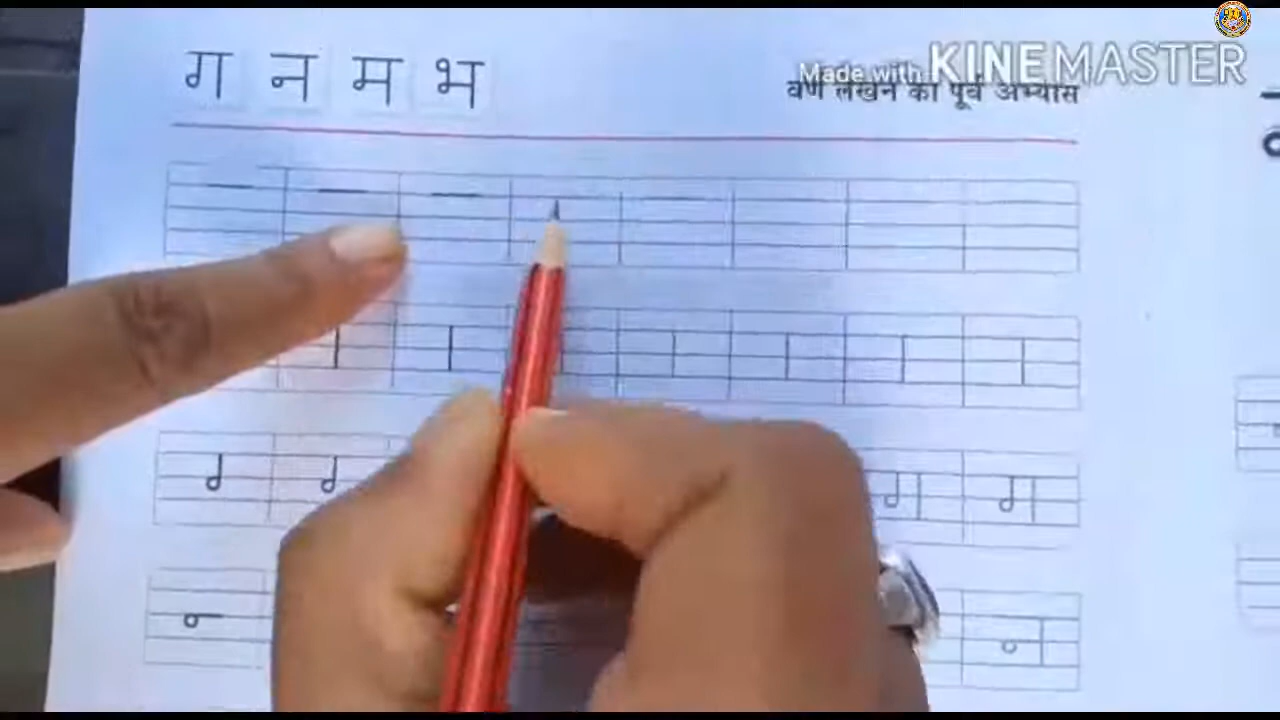 ग न म भ
Made with KINEMASTER
वर्ण लेखन का पूर्व अभ्यास